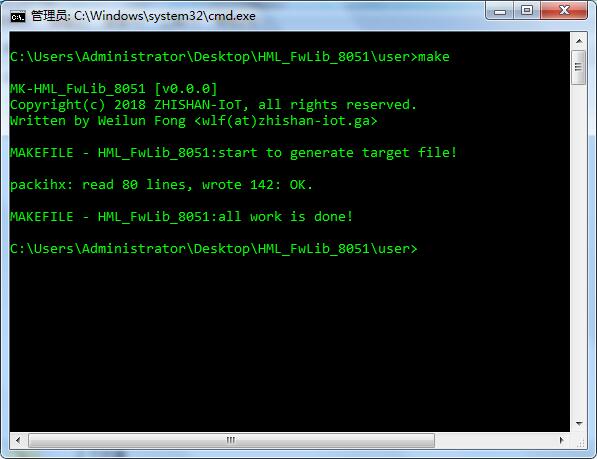 管理员: C:\Windows\system32\cmd.exe
C:\Users\Administrator\Desktop\HML_FwLib_8051\user>make
MK-HML_FwLib_8051 [v0.0.0]
Copyright(c) 2018 ZHISHAN-IoT, all rights reserved.
Written by Weilun Fong <wlf(at)zhishan-iot.ga>
MAKEFILE - HML_FwLib_8051:start to generate target file!
packihx: read 80 lines, wrote 142: OK.
MAKEFILE - HML_FwLib_8051:all work is done!
C:\Users\Administrator\Desktop\HML_FwLib_8051\user>